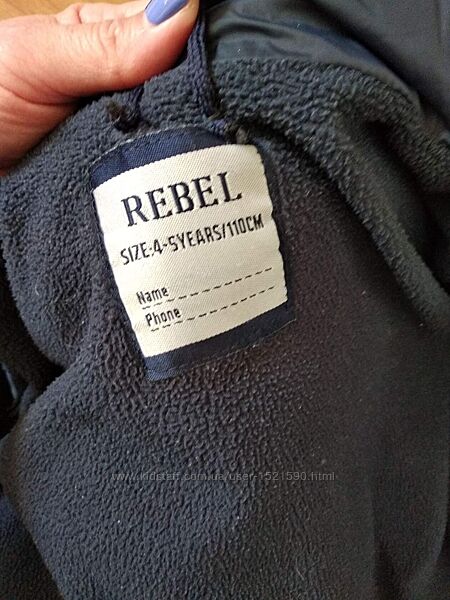 REBEL
SIZE:4-5YEARS/110CM
Name
Phone
www.kidstaff.com.ua/user-1521590.html